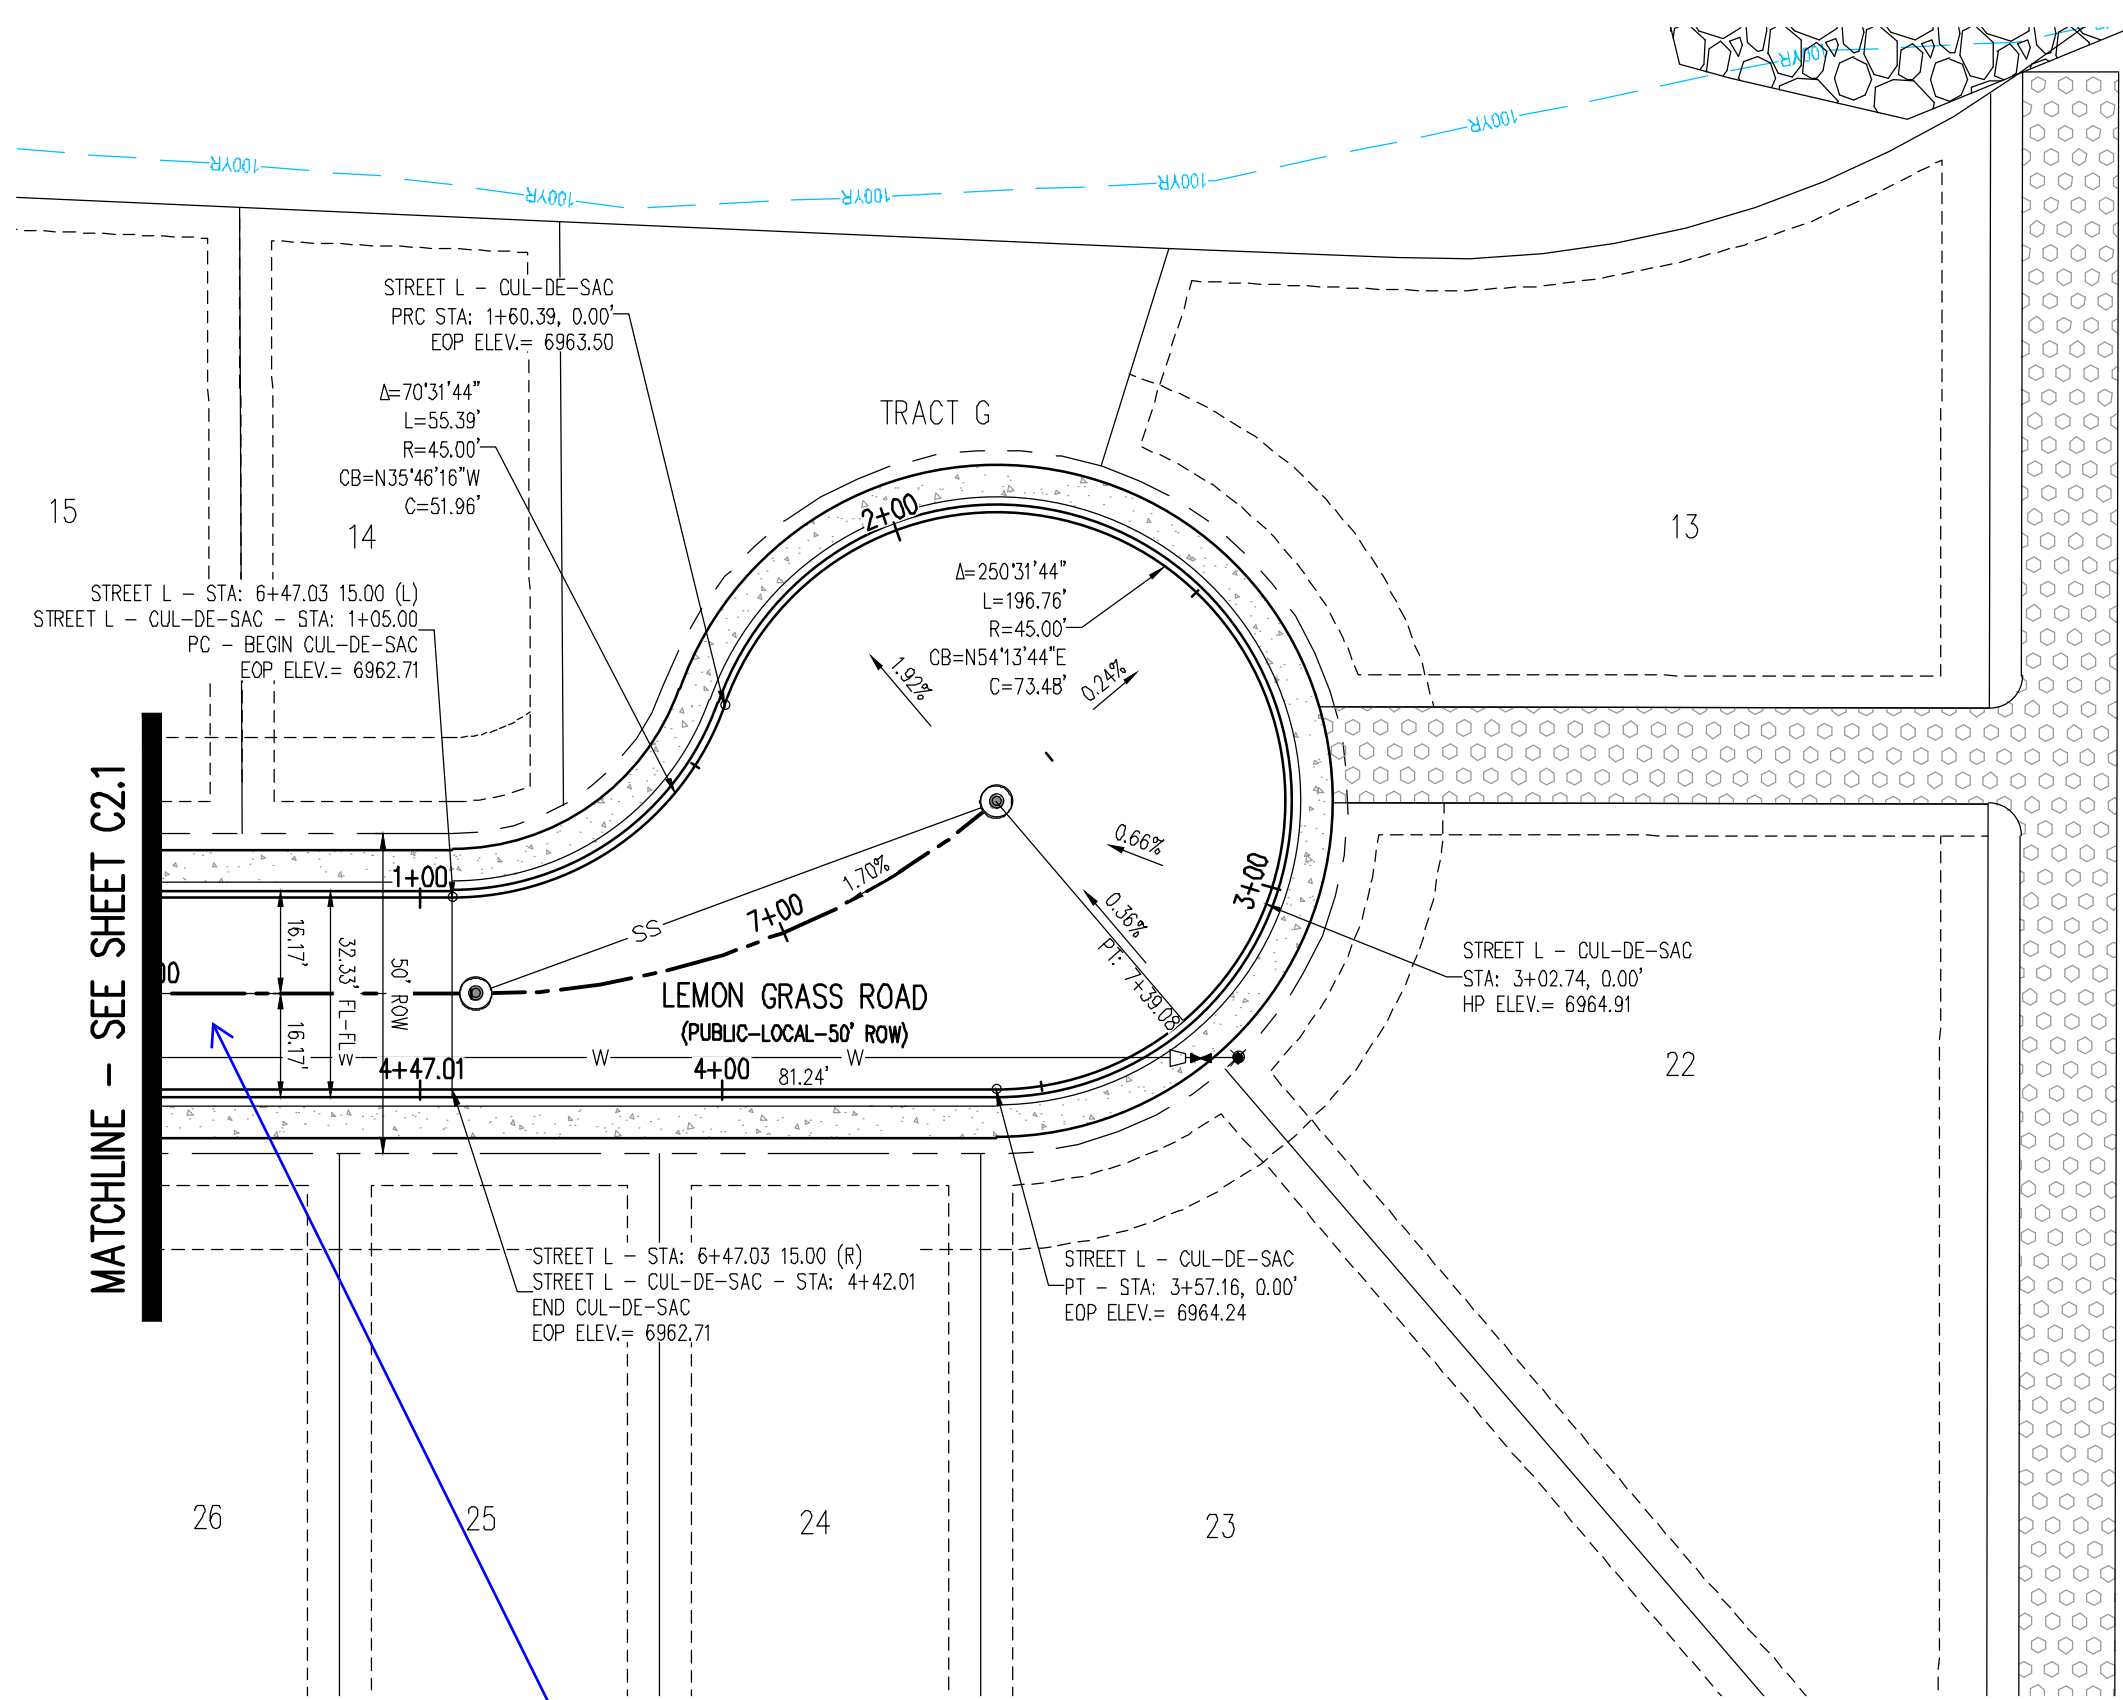 100YR
100YR
100YR
100YR
100YR
100YR
STREET L - CUL-DE-SAC
PRC STA: 1+60.39, 0.00'
EOP ELEV.= 6963.50
Δ=70°31'44"
L=55.39'
R=45.00'
CB=N35°46'16"W
C=51.96'
TRACT G
15
14
13
2+00
Δ=250°31'44"
L=196.76'
R=45.00'
CB=N54°13'44"E
C=73.48'
STREET L - STA: 6+47.03 15.00 (L)
STREET L - CUL-DE-SAC - STA: 1+05.00
PC - BEGIN CUL-DE-SAC
EOP ELEV.= 6962.71
1.92%
0.24%
MATCHLINE - SEE SHEET C2.1
1+00
0.66%
1.70%
3+00
7+00
0.36%
SS
16.17'
32.33' FL-FL
50' ROW
16.17'
PT: 7+39.08
00
LEMON GRASS ROAD
(PUBLIC-LOCAL-50' ROW)
STREET L - CUL-DE-SAC
STA: 3+02.74, 0.00'
HP ELEV.= 6964.91
W
W
W
4+47.01
4+00
81.24'
22
STREET L - STA: 6+47.03 15.00 (R)
STREET L - CUL-DE-SAC - STA: 4+42.01
END CUL-DE-SAC
EOP ELEV.= 6962.71
STREET L - CUL-DE-SAC
PT - STA: 3+57.16, 0.00'
EOP ELEV.= 6964.24
26
25
24
23